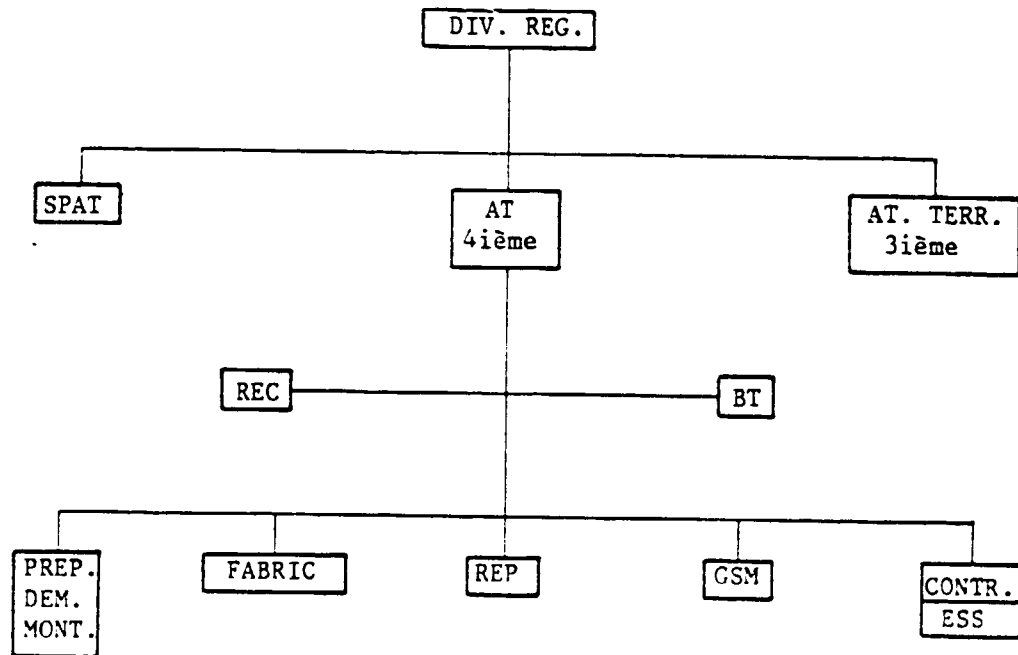 DIV. REG.
SPAT
AT
4ième
AT. TERR.
3ième
REC
BT
PREP.
DEM.
MONT.
FABRIC
REP
GSM
CONTR.
ESS